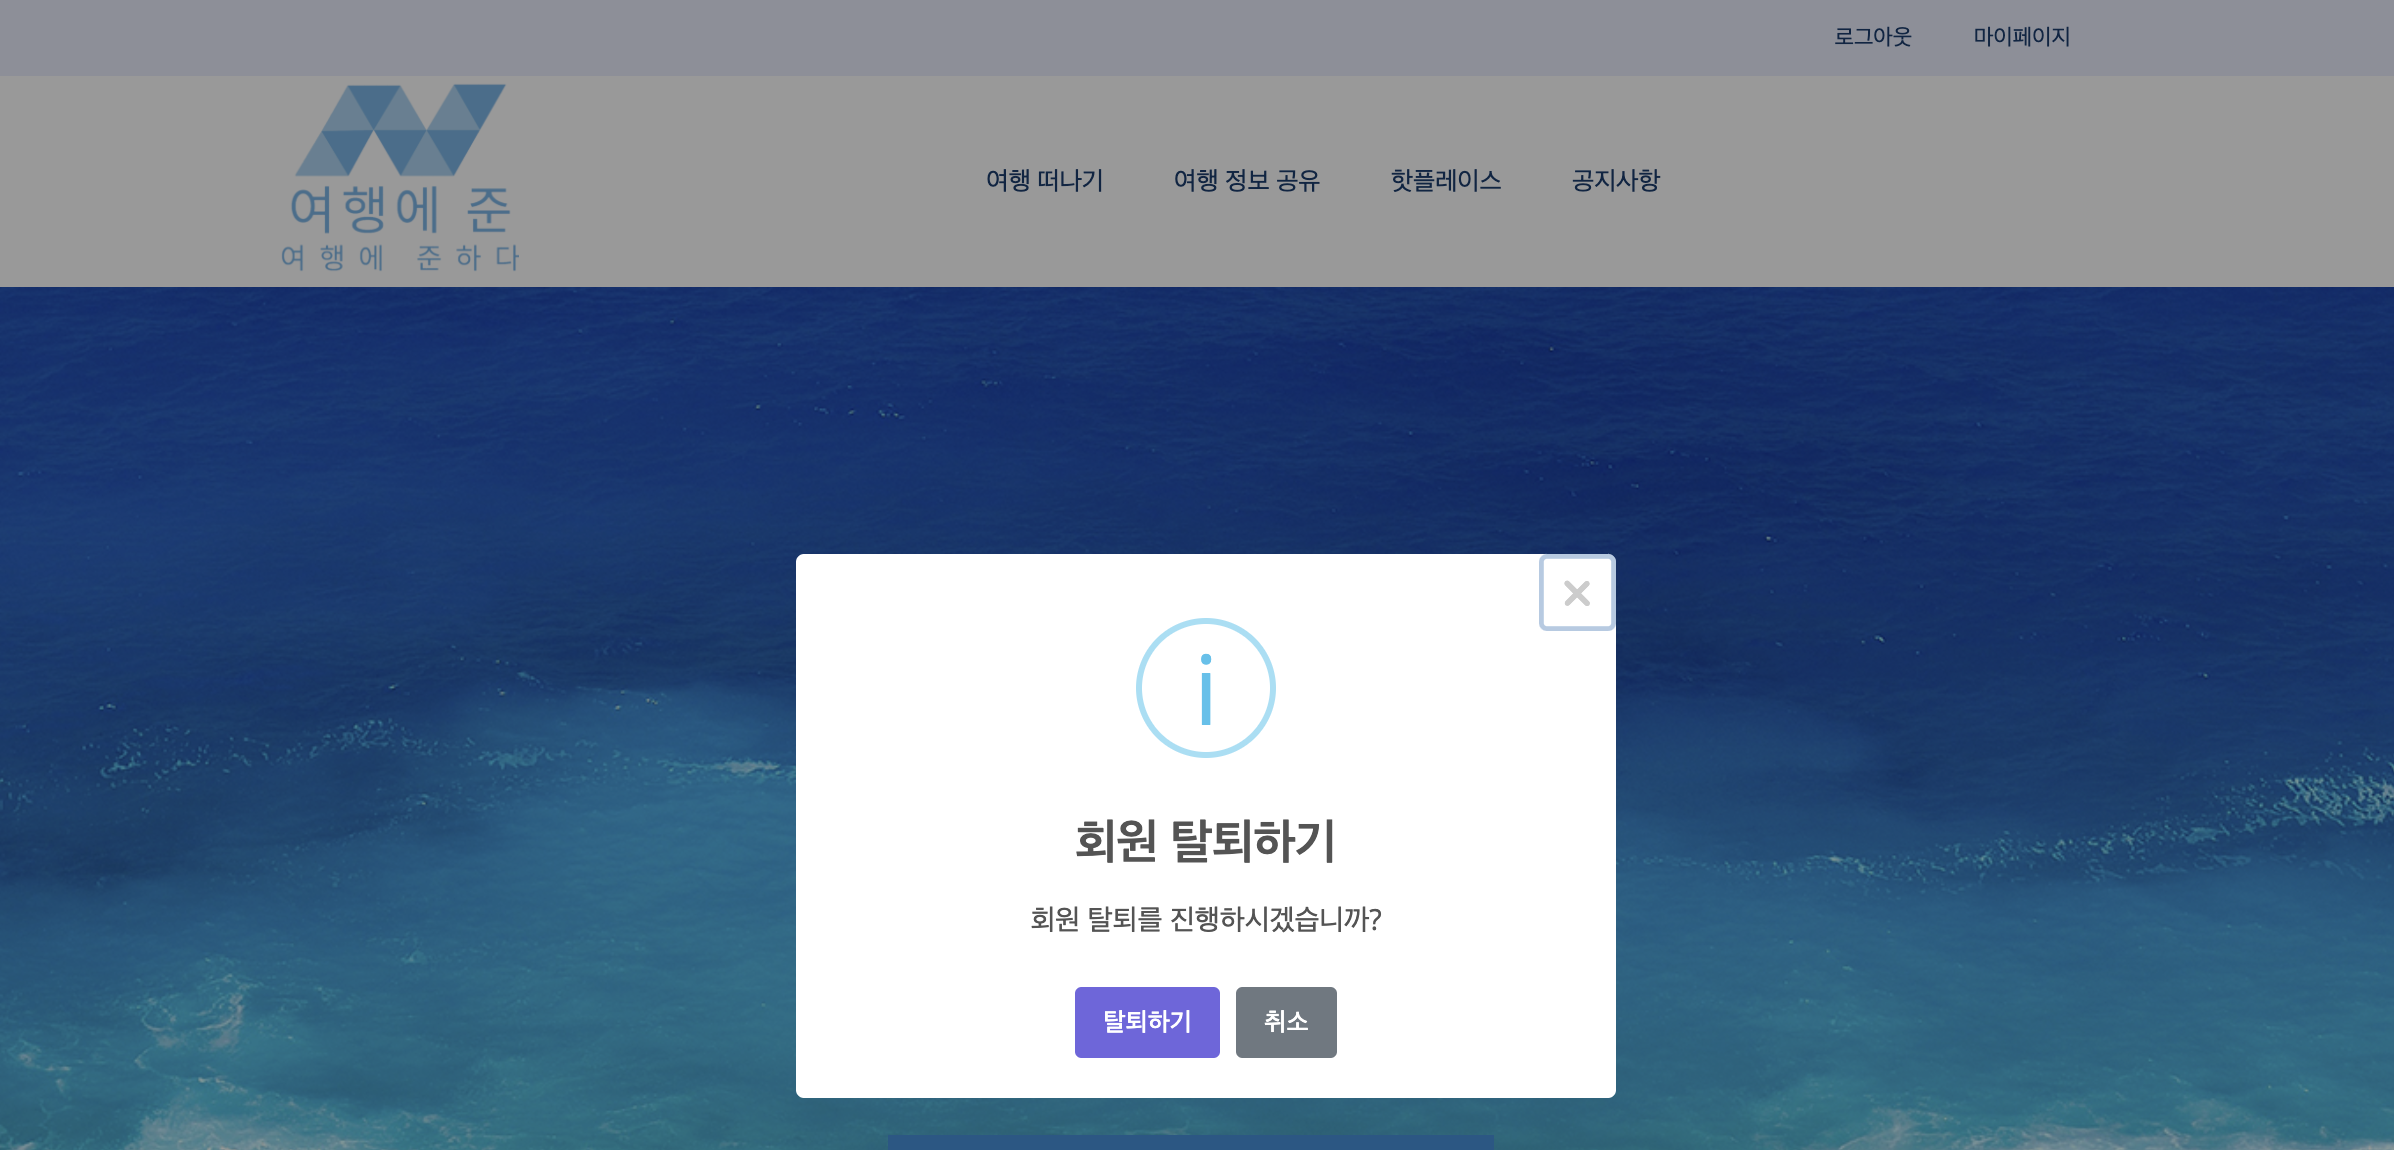 로그아웃 마이페이지
여행에 준
여행에 준하다
여행 떠나기 여행 정보 공유 핫플레이스 공지사항
회원 탈퇴하기
회원 탈퇴를 진행하시겠습니까?
탈퇴하기 취소